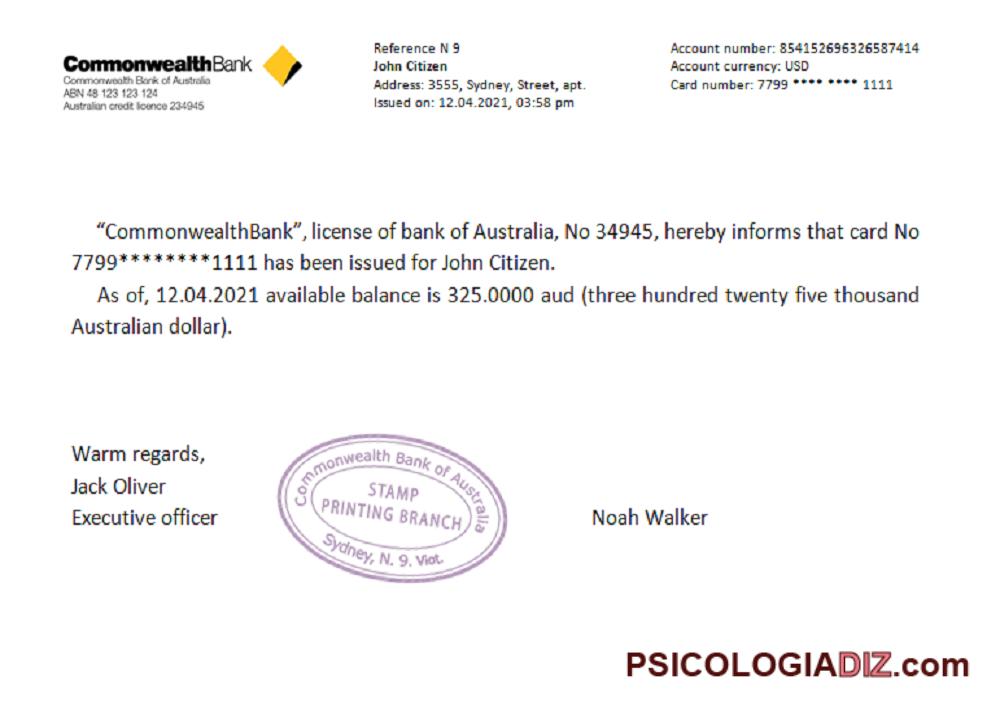 CommonwealthBank
Commonwealth Bank of Australia
ABN 48 123 123 124
Australian credit licence 234945
Reference N 9
John Citizen
Address: 3555, Sydney, Street, apt.
Issued on: 12.04.2021, 03:58 pm
Account number: 854152696326587414
Account currency: USD
Card number: 7799 **** **** 1111
“CommonwealthBank”, license of bank of Australia, No 34945, hereby informs that card No
7799********1111 has been issued for John Citizen.
As of, 12.04.2021 available balance is 325.0000 aud (three hundred twenty five thousand
Australian dollar).
Warm regards,
Jack Oliver
Executive officer
Commonwealth Bank of Australia
STAMP
PRINTING BRANCH
Sydney, N. 9. Viat.
Noah Walker
PSICOLOGIADIZ.com